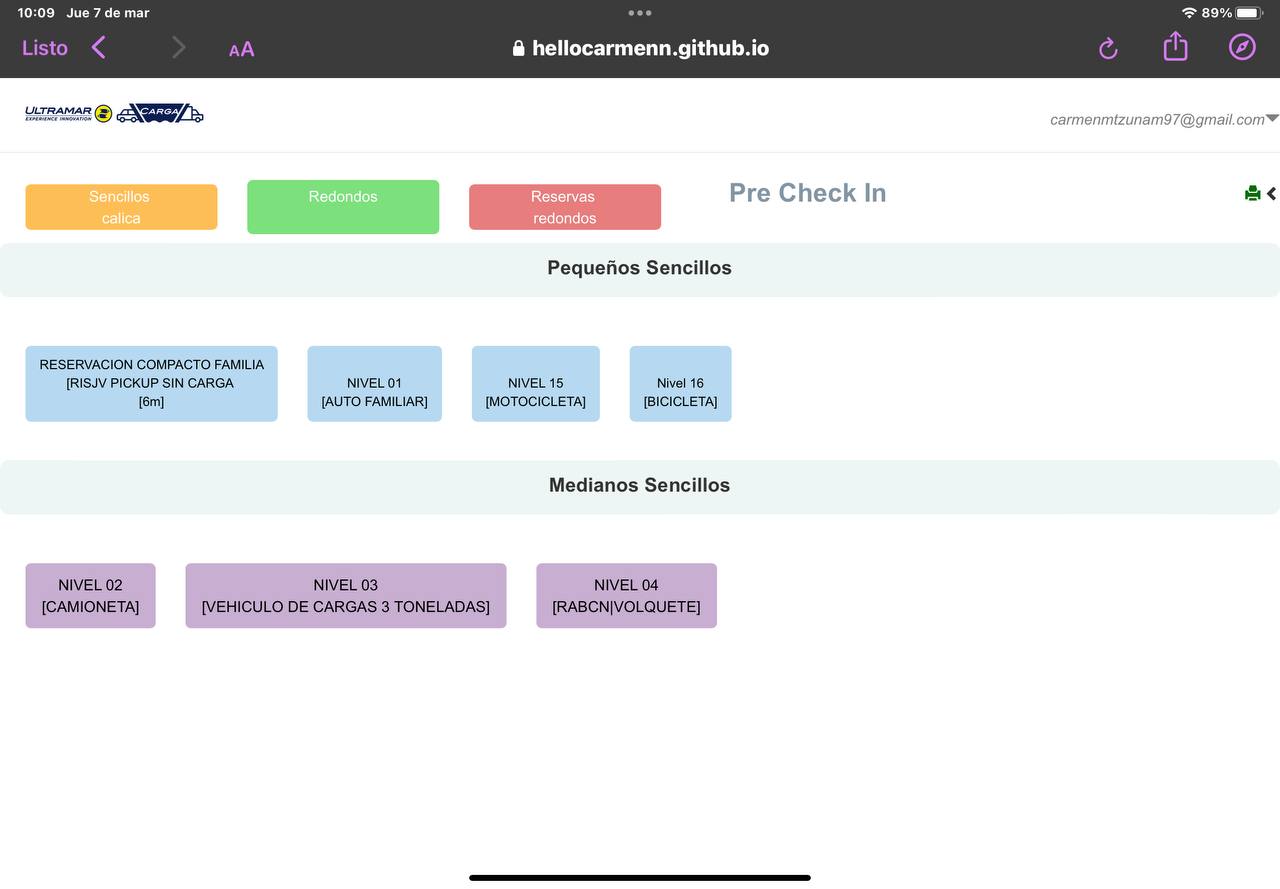 10:09 Jue 7 de mar
89%
Listo
AA
hellocarmenn.github.io
ULTRAMAR
EXPERIENCE INNOVATION
CARGA
carmenmtzunam97@gmail.com
Sencillos
calica
Redondos
Reservas
redondos
Pre Check In
Pequeños Sencillos
RESERVACION COMPACTO FAMILIA
[RISJV PICKUP SIN CARGA
[6m]
NIVEL 01
[AUTO FAMILIAR]
NIVEL 15
[MOTOCICLETA]
Nivel 16
[BICICLETA]
Medianos Sencillos
NIVEL 02
[CAMIONETA]
NIVEL 03
[VEHICULO DE CARGAS 3 TONELADAS]
NIVEL 04
[RABCN|VOLQUETE]